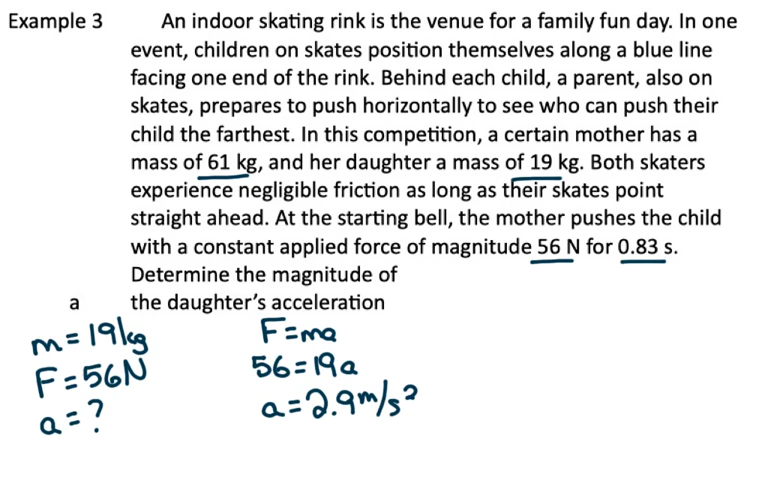 Example 3 An indoor skating rink is the venue for a family fun day. In one
event, children on skates position themselves along a blue line
facing one end of the rink. Behind each child, a parent, also on
skates, prepares to push horizontally to see who can push their
child the farthest. In this competition, a certain mother has a
mass of 61 kg, and her daughter a mass of 19 kg. Both skaters
experience negligible friction as long as their skates point
straight ahead. At the starting bell, the mother pushes the child
with a constant applied force of magnitude 56 N for 0.83 s.
Determine the magnitude of
a the daughter's acceleration
m = 19kg F=ma
F=56N 56=19a
a=? a=2.9m/s²